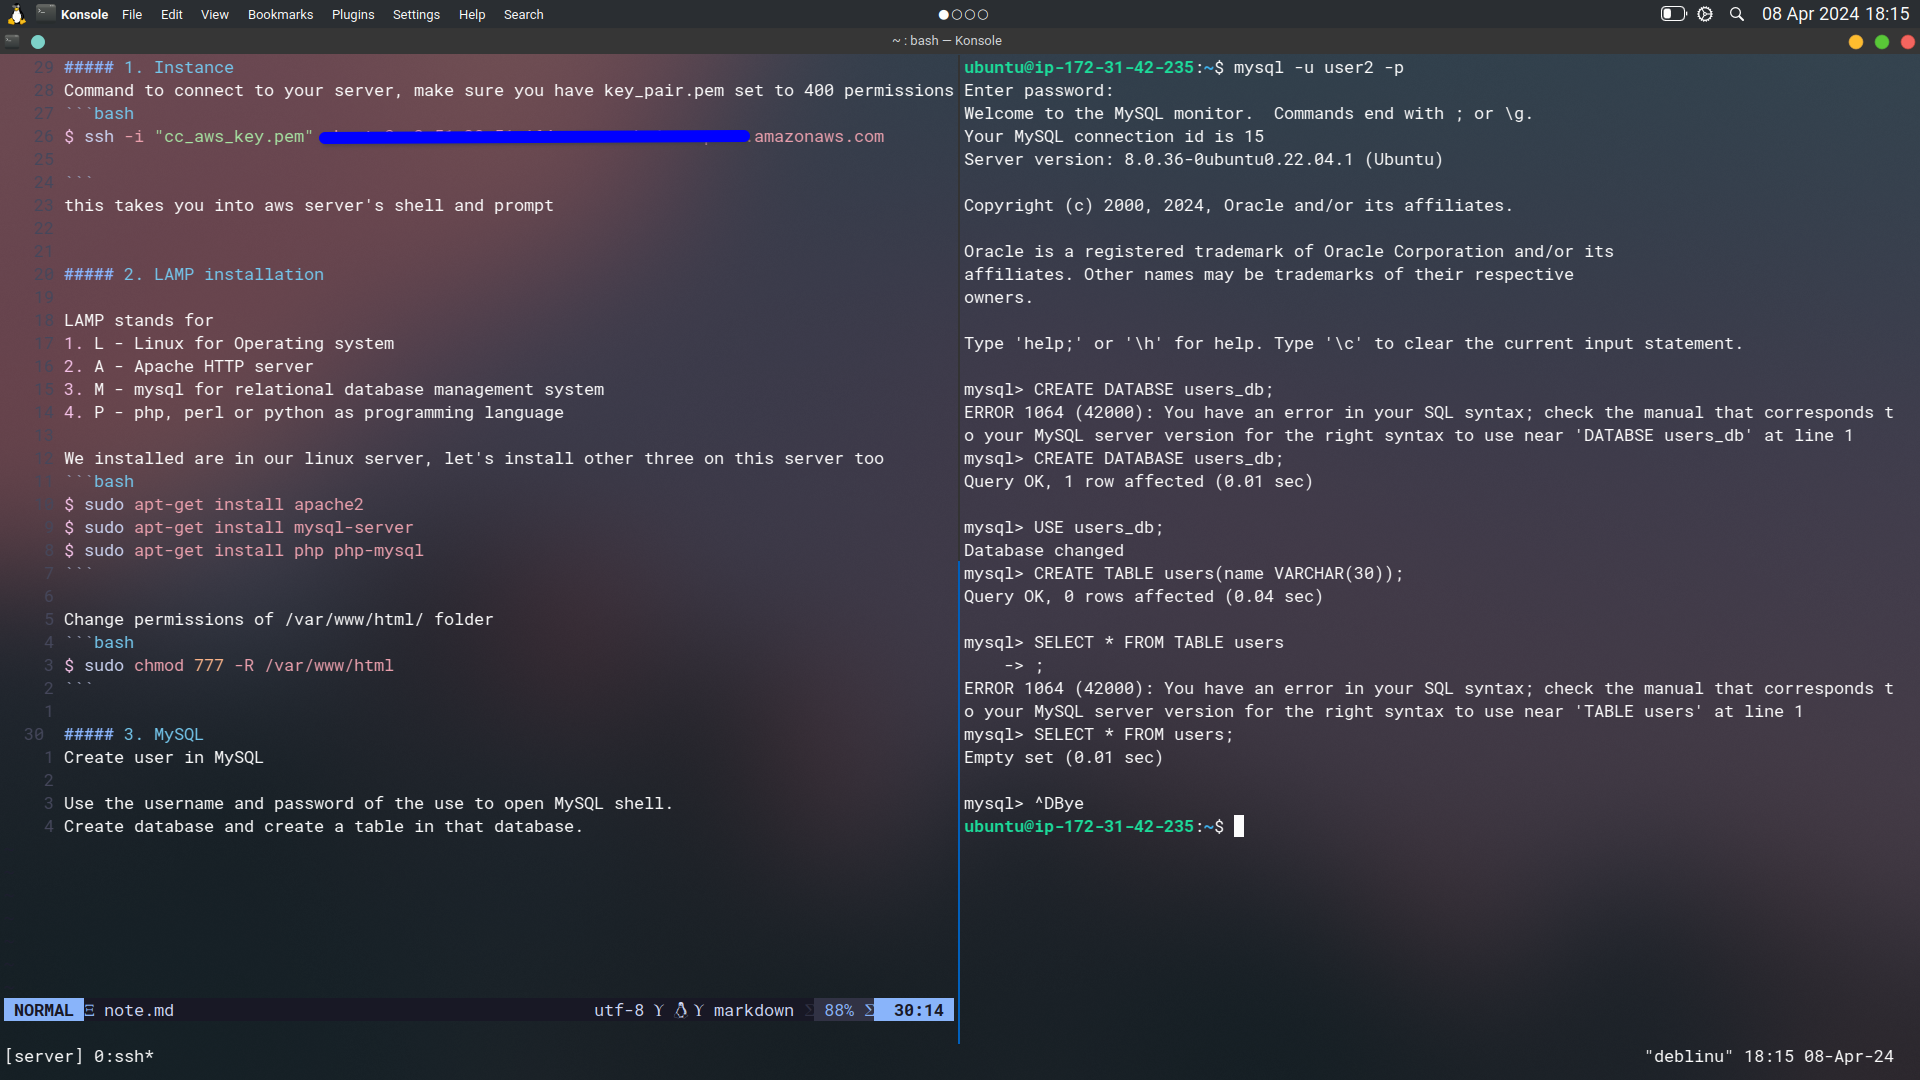 Konsole File Edit View Bookmarks Plugins Settings Help Search
08 Apr 2024 18:15
~ : bash — Konsole
29 ##### 1. Instance
28 Command to connect to your server, make sure you have key_pair.pem set to 400 permissions
27 ```bash
26 $ ssh -i "cc_aws_key.pem" .amazonaws.com
25
24 ```
23 this takes you into aws server's shell and prompt
22
21
20 ##### 2. LAMP installation
19
18 LAMP stands for
17 1. L - Linux for Operating system
16 2. A - Apache HTTP server
15 3. M - mysql for relational database management system
14 4. P - php, perl or python as programming language
13
12 We installed are in our linux server, let's install other three on this server too
11 ```bash
10 $ sudo apt-get install apache2
9 $ sudo apt-get install mysql-server
8 $ sudo apt-get install php php-mysql
7 ```
6
5 Change permissions of /var/www/html/ folder
4 ```bash
3 $ sudo chmod 777 -R /var/www/html
2 ```
1
30 ##### 3. MySQL
1 Create user in MySQL
2
3 Use the username and password of the use to open MySQL shell.
4 Create database and create a table in that database.
NORMAL note.md utf-8 markdown 88% 30:14
ubuntu@ip-172-31-42-235:~$ mysql -u user2 -p
Enter password:
Welcome to the MySQL monitor.  Commands end with ; or \g.
Your MySQL connection id is 15
Server version: 8.0.36-0ubuntu0.22.04.1 (Ubuntu)
Copyright (c) 2000, 2024, Oracle and/or its affiliates.
Oracle is a registered trademark of Oracle Corporation and/or its
affiliates. Other names may be trademarks of their respective
owners.
Type 'help;' or '\h' for help. Type '\c' to clear the current input statement.
mysql> CREATE DATABSE users_db;
ERROR 1064 (42000): You have an error in your SQL syntax; check the manual that corresponds t
o your MySQL server version for the right syntax to use near 'DATABSE users_db' at line 1
mysql> CREATE DATABASE users_db;
Query OK, 1 row affected (0.01 sec)
mysql> USE users_db;
Database changed
mysql> CREATE TABLE users(name VARCHAR(30));
Query OK, 0 rows affected (0.04 sec)
mysql> SELECT * FROM TABLE users
    -> ;
ERROR 1064 (42000): You have an error in your SQL syntax; check the manual that corresponds t
o your MySQL server version for the right syntax to use near 'TABLE users' at line 1
mysql> SELECT * FROM users;
Empty set (0.01 sec)
mysql> ^DBye
ubuntu@ip-172-31-42-235:~$
[server] 0:ssh*
"deblinu" 18:15 08-Apr-24